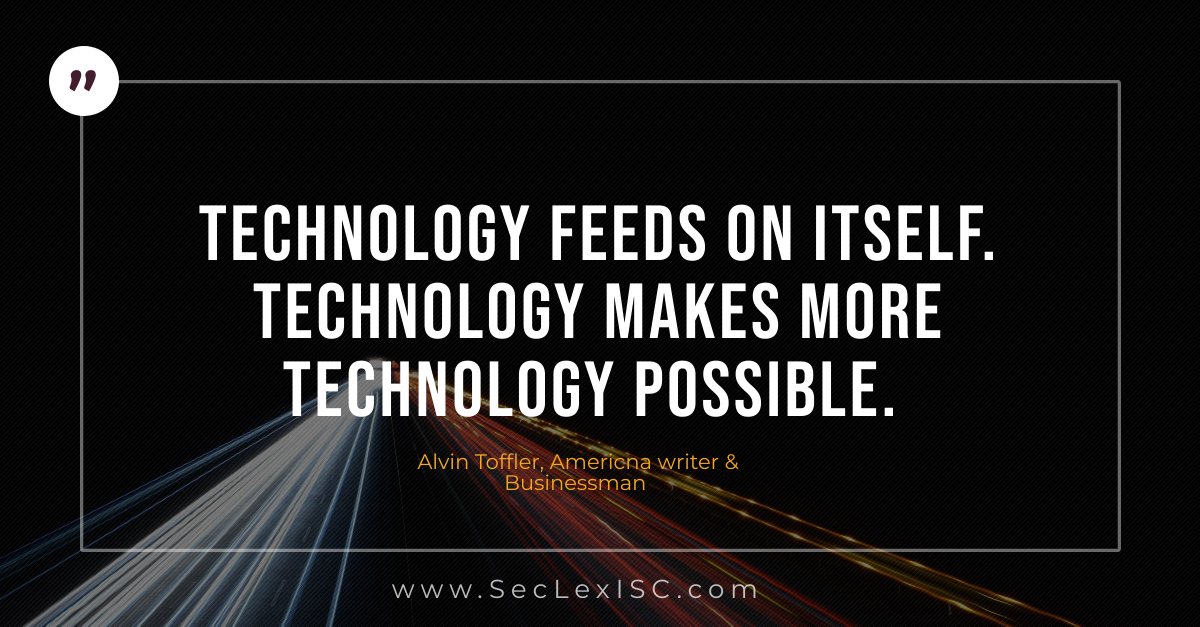 "
TECHNOLOGY FEEDS ON ITSELF.
TECHNOLOGY MAKES MORE
TECHNOLOGY POSSIBLE.
Alvin Toffler, Americna writer &
Businessman
www.SecLexISC.com